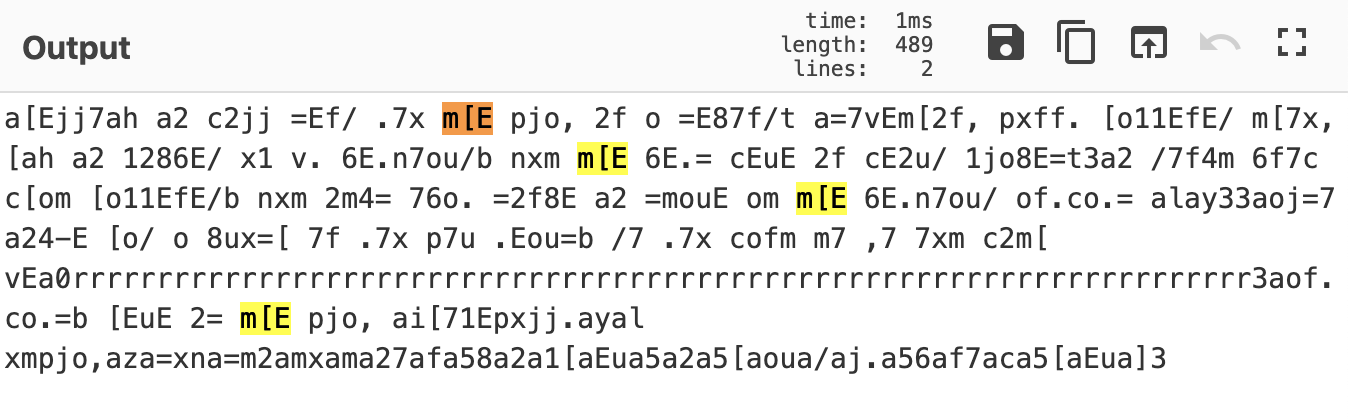 Output
time: 1ms
length: 489
lines: 2
a[Ejj7ah a2 c2jj =Ef/ .7x m[E pjo, 2f o =E87f/t a=7vEm[2f, pxff. [o11EfE/ m[7x,
[ah a2 1286E/ x1 v. 6E.n7ou/b nxm m[E 6E.= cEuE 2f cE2u/ 1jo8E=t3a2 /7f4m 6f7c
c[om [o11EfE/b nxm 2m4= 76o. =2f8E a2 =mouE om m[E 6E.n7ou/ of.co.= alay33aoj=7
a24–E [o/ o 8ux=[ 7f .7x p7u .Eou=b /7 .7x cofm m7 ,7 7xm c2m[
vEa0rrrrrrrrrrrrrrrrrrrrrrrrrrrrrrrrrrrrrrrrrrrrrrrrrrrrrrrrrrrrrrrrrrrrrr3aof.
co.=b [EuE 2= m[E pjo, ai[71Epxjj.ayal
xmpjo,aza=xna=m2amxama27afa58a2a1[aEua5a2a5[aoua/aj.a56af7aca5[aEua]3